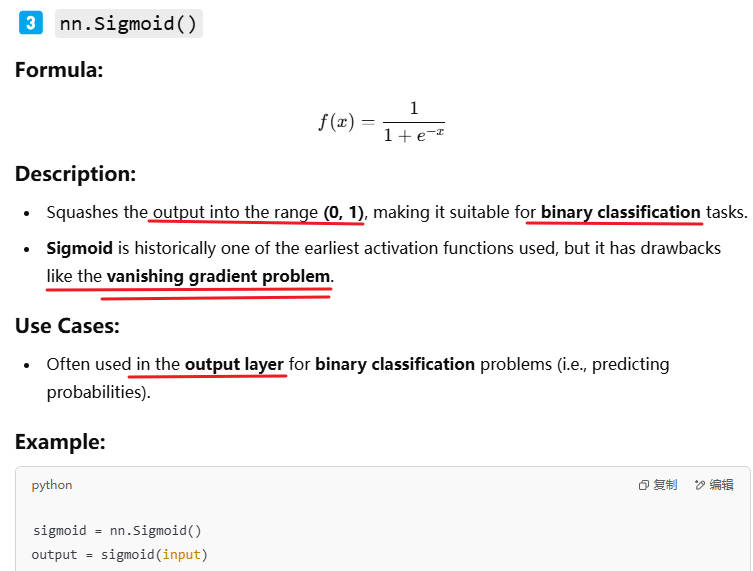 3 nn.Sigmoid()
Formula:
f(x) = 1 / (1 + e^{-x})
Description:
• Squashes the output into the range (0, 1), making it suitable for binary classification tasks.
• Sigmoid is historically one of the earliest activation functions used, but it has drawbacks
like the vanishing gradient problem.
Use Cases:
• Often used in the output layer for binary classification problems (i.e., predicting
probabilities).
Example:
python 复制 编辑
sigmoid = nn.Sigmoid()
output = sigmoid(input)